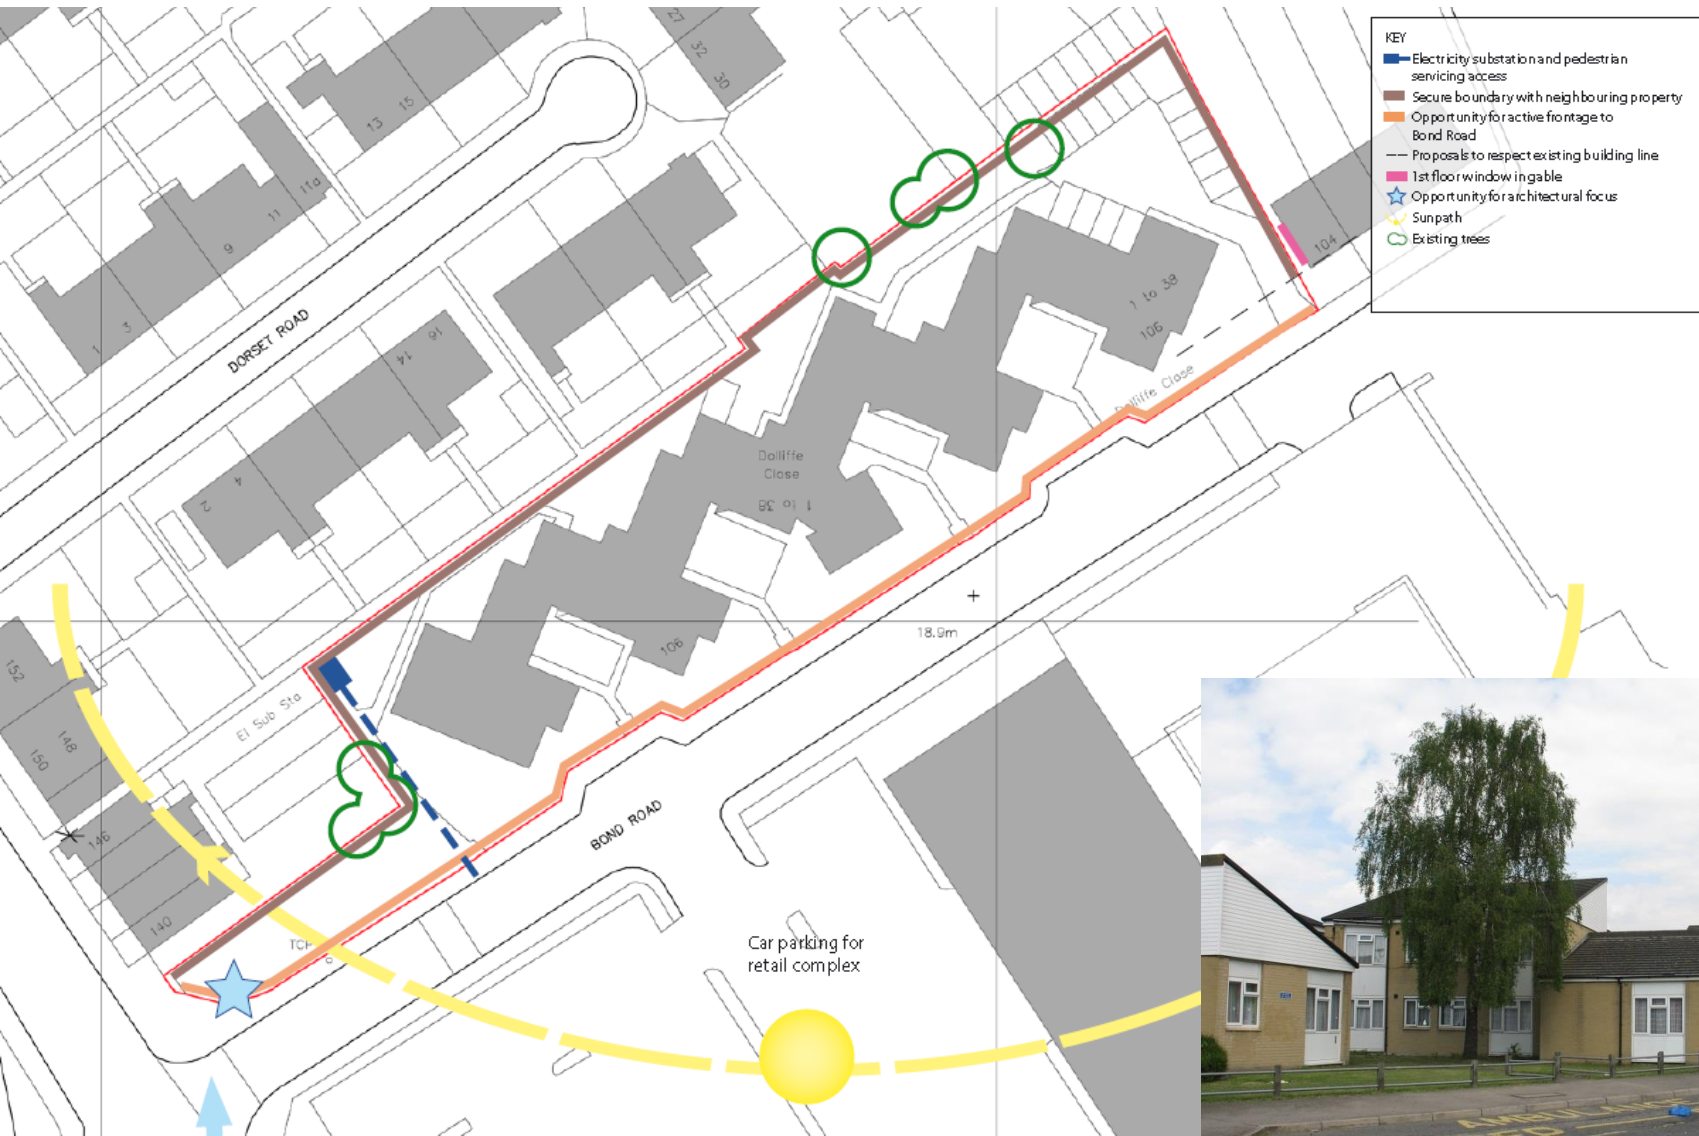 KEY
Electricity substation and pedestrian
servicing access
Secure boundary with neighbouring property
Opportunity for active frontage to
Bond Road
Proposals to respect existing building line
1st floor window in gable
Opportunity for architectural focus
Sunpath
Existing trees
27
32
30
15
13
11a
11
9
3
1
DORSET ROAD
16
14
4
2
104
1 to 38
106
Dolliffe Close
Dolliffe
Close
1 to 38
106
18.9m
El Sub Sta
152
148
150
146
140
TCP
BOND ROAD
Car parking for
retail complex
AMBULANCE